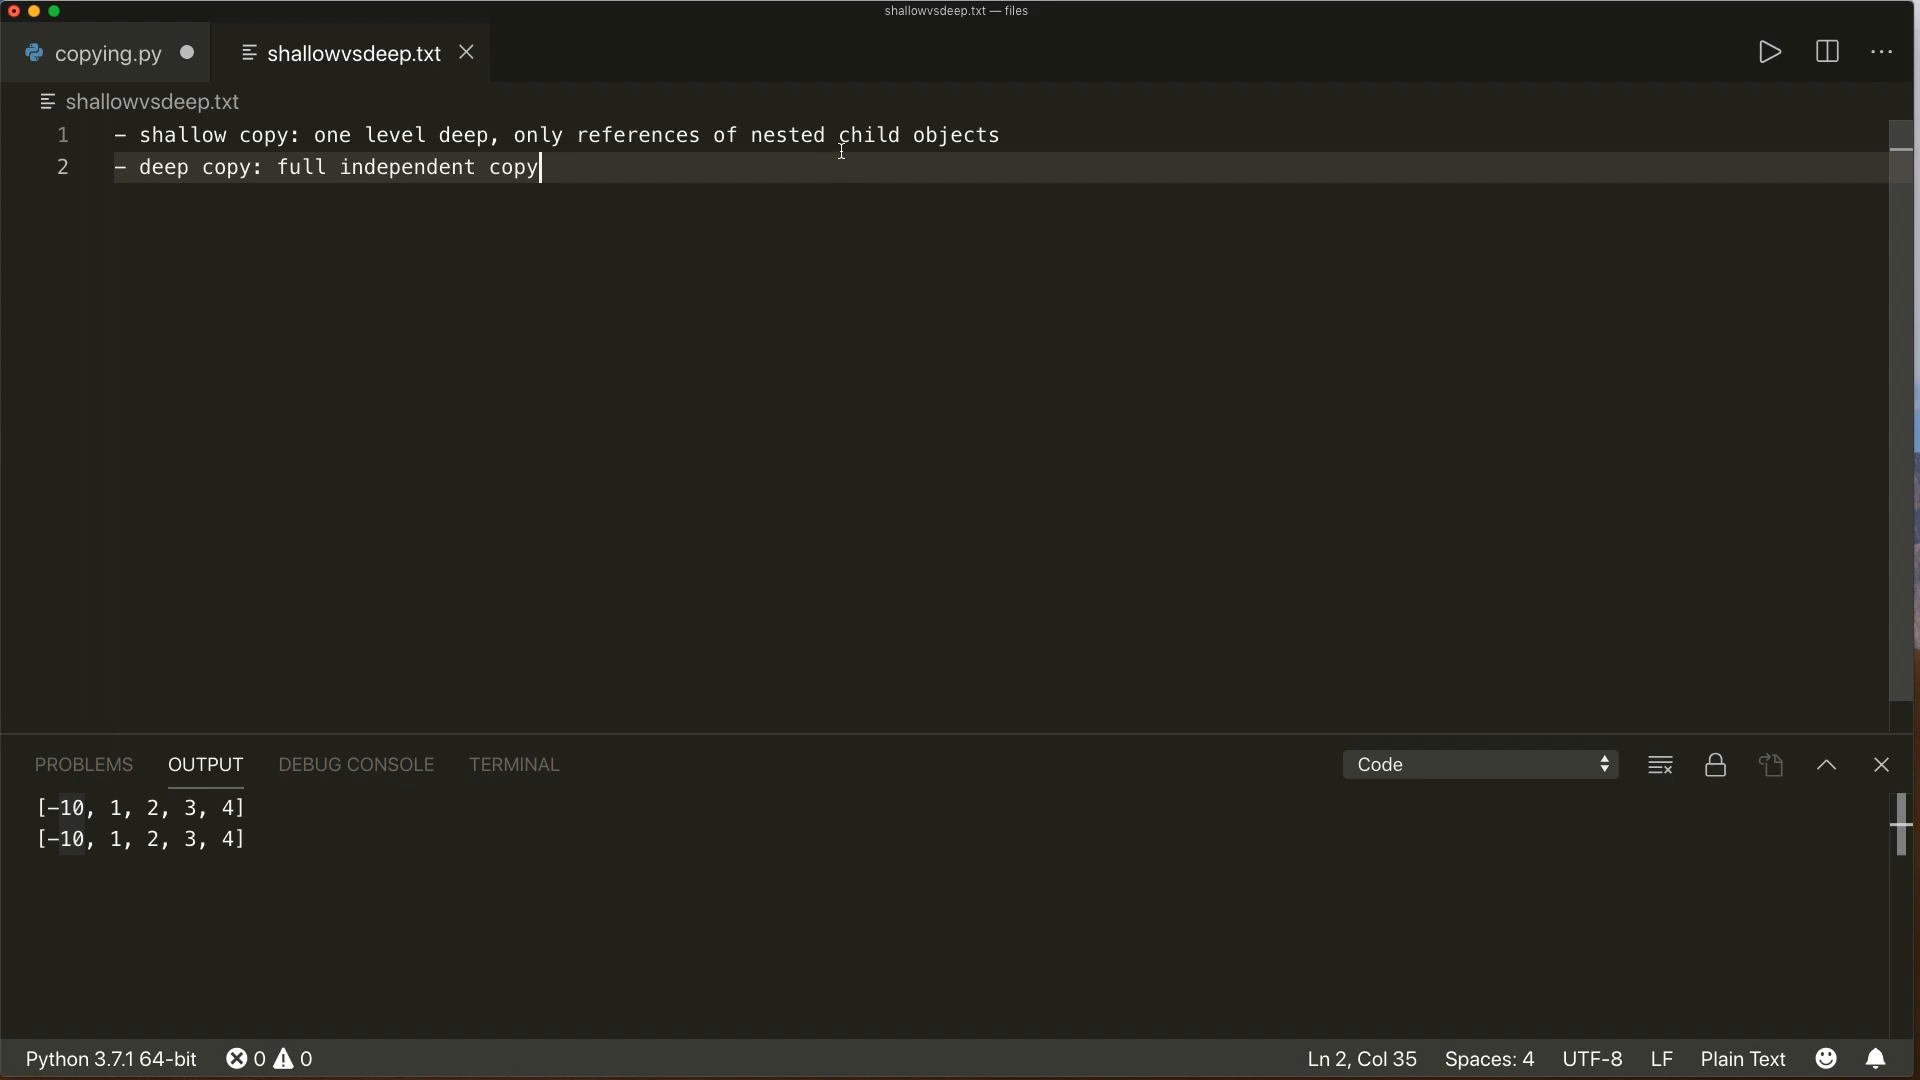 shallowvsdeep.txt — files
copying.py
shallowvsdeep.txt
shallowvsdeep.txt
1 - shallow copy: one level deep, only references of nested child objects
2 - deep copy: full independent copy
PROBLEMS OUTPUT DEBUG CONSOLE TERMINAL Code
[-10, 1, 2, 3, 4]
[-10, 1, 2, 3, 4]
Python 3.7.1 64-bit 0 0 Ln 2, Col 35 Spaces: 4 UTF-8 LF Plain Text